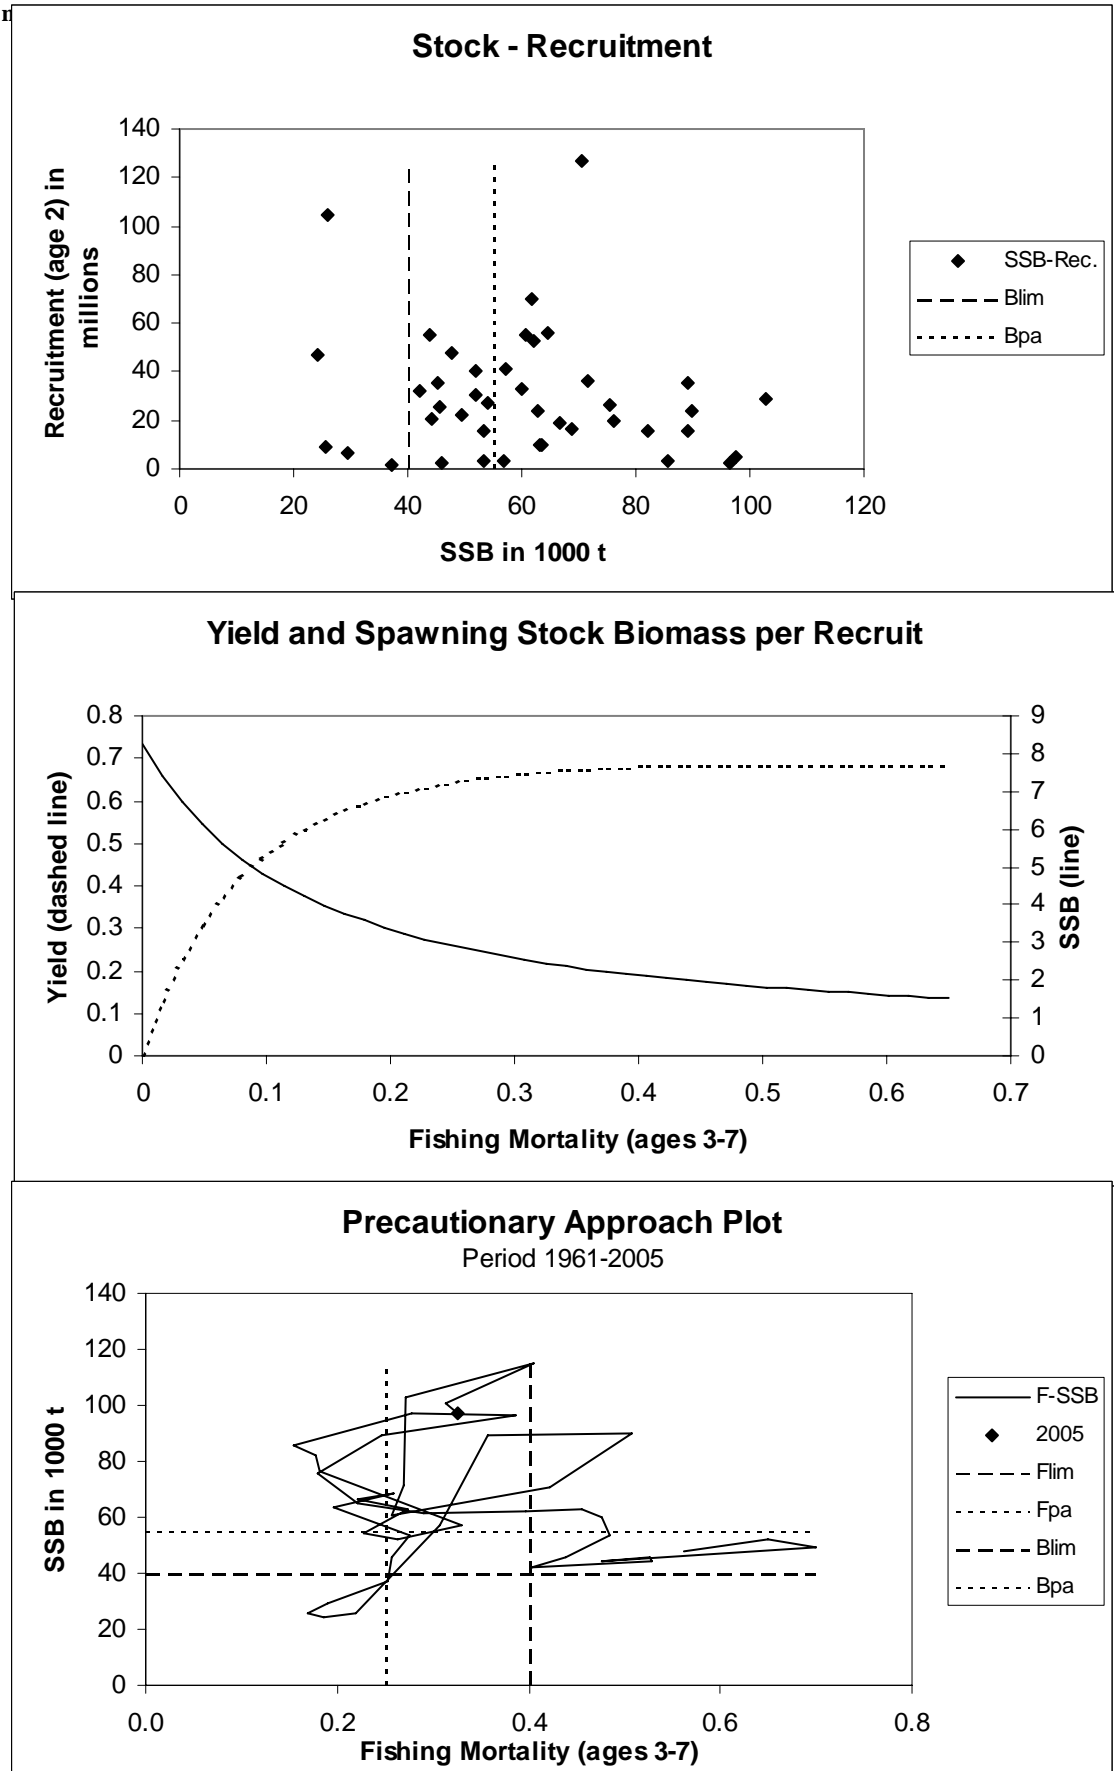 n
Stock - Recruitment
Recruitment (age 2) in
millions
140
120
100
80
60
40
20
0
0 20 40 60 80 100 120
SSB in 1000 t
SSB-Rec.
Blim
Bpa
Yield and Spawning Stock Biomass per Recruit
Yield (dashed line)
0.8
0.7
0.6
0.5
0.4
0.3
0.2
0.1
0
9
8
7
6
5
4
3
2
1
0
SSB (line)
0 0.1 0.2 0.3 0.4 0.5 0.6 0.7
Fishing Mortality (ages 3-7)
Precautionary Approach Plot
Period 1961-2005
SSB in 1000 t
140
120
100
80
60
40
20
0
0.0 0.2 0.4 0.6 0.8
Fishing Mortality (ages 3-7)
F-SSB
2005
Flim
Fpa
Blim
Bpa